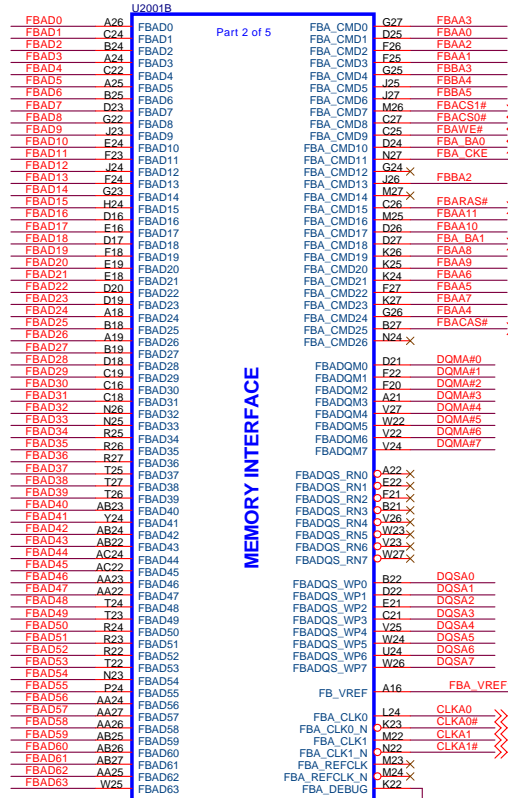 U2001B
Part 2 of 5
MEMORY INTERFACE
FBAD0 A26 FBAD0
FBAD1 C24 FBAD1
FBAD2 B24 FBAD2
FBAD3 A24 FBAD3
FBAD4 C22 FBAD4
FBAD5 A25 FBAD5
FBAD6 B25 FBAD6
FBAD7 D23 FBAD7
FBAD8 G22 FBAD8
FBAD9 J23 FBAD9
FBAD10 E24 FBAD10
FBAD11 F23 FBAD11
FBAD12 J24 FBAD12
FBAD13 F24 FBAD13
FBAD14 G23 FBAD14
FBAD15 H24 FBAD15
FBAD16 D16 FBAD16
FBAD17 E16 FBAD17
FBAD18 D17 FBAD18
FBAD19 F18 FBAD19
FBAD20 E19 FBAD20
FBAD21 E18 FBAD21
FBAD22 D20 FBAD22
FBAD23 D19 FBAD23
FBAD24 A18 FBAD24
FBAD25 B18 FBAD25
FBAD26 A19 FBAD26
FBAD27 B19 FBAD27
FBAD28 D18 FBAD28
FBAD29 C19 FBAD29
FBAD30 C16 FBAD30
FBAD31 C18 FBAD31
FBAD32 N26 FBAD32
FBAD33 N25 FBAD33
FBAD34 R25 FBAD34
FBAD35 R26 FBAD35
FBAD36 R27 FBAD36
FBAD37 T25 FBAD37
FBAD38 T27 FBAD38
FBAD39 T26 FBAD39
FBAD40 AB23 FBAD40
FBAD41 Y24 FBAD41
FBAD42 AB24 FBAD42
FBAD43 AB22 FBAD43
FBAD44 AC24 FBAD44
FBAD45 AC22 FBAD45
FBAD46 AA23 FBAD46
FBAD47 AA22 FBAD47
FBAD48 T24 FBAD48
FBAD49 T23 FBAD49
FBAD50 R24 FBAD50
FBAD51 R23 FBAD51
FBAD52 R22 FBAD52
FBAD53 T22 FBAD53
FBAD54 N23 FBAD54
FBAD55 P24 FBAD55
FBAD56 AA24 FBAD56
FBAD57 AA27 FBAD57
FBAD58 AA26 FBAD58
FBAD59 AB25 FBAD59
FBAD60 AB26 FBAD60
FBAD61 AB27 FBAD61
FBAD62 AA25 FBAD62
FBAD63 W25 FBAD63
FBA_CMD0 G27 FBAA3
FBA_CMD1 D25 FBAA0
FBA_CMD2 F26 FBAA2
FBA_CMD3 F25 FBAA1
FBA_CMD4 G25 FBBA3
FBA_CMD5 J25 FBBA4
FBA_CMD6 J27 FBBA5
FBA_CMD7 M26 FBACS1#
FBA_CMD8 C27 FBACS0#
FBA_CMD9 C25 FBAWE#
FBA_CMD10 D24 FBA_BA0
FBA_CMD11 N27 FBA_CKE
FBA_CMD12 G24
FBA_CMD13 J26 FBBA2
FBA_CMD14 M27
FBA_CMD15 C26 FBARAS#
FBA_CMD16 M25 FBAA11
FBA_CMD17 D26 FBAA10
FBA_CMD18 D27 FBA_BA1
FBA_CMD19 K26 FBAA8
FBA_CMD20 K25 FBAA9
FBA_CMD21 K24 FBAA6
FBA_CMD22 F27 FBAA5
FBA_CMD23 K27 FBAA7
FBA_CMD24 G26 FBAA4
FBA_CMD25 B27 FBACAS#
FBA_CMD26 N24
FBADQM0 D21 DQMA#0
FBADQM1 F22 DQMA#1
FBADQM2 F20 DQMA#2
FBADQM3 A21 DQMA#3
FBADQM4 V27 DQMA#4
FBADQM5 W22 DQMA#5
FBADQM6 V22 DQMA#6
FBADQM7 V24 DQMA#7
FBADQS_RN0 A22
FBADQS_RN1 E22
FBADQS_RN2 F21
FBADQS_RN3 B21
FBADQS_RN4 V26
FBADQS_RN5 W23
FBADQS_RN6 V23
FBADQS_RN7 W27
FBADQS_WP0 B22 DQSA0
FBADQS_WP1 D22 DQSA1
FBADQS_WP2 E21 DQSA2
FBADQS_WP3 C21 DQSA3
FBADQS_WP4 V25 DQSA4
FBADQS_WP5 W24 DQSA5
FBADQS_WP6 U24 DQSA6
FBADQS_WP7 W26 DQSA7
FB_VREF A16 FBA_VREF
FBA_CLK0 L24 CLKA0
FBA_CLK0_N K23 CLKA0#
FBA_CLK1 M22 CLKA1
FBA_CLK1_N N22 CLKA1#
FBA_REFCLK M23
FBA_REFCLK_N M24
FBA_DEBUG K22